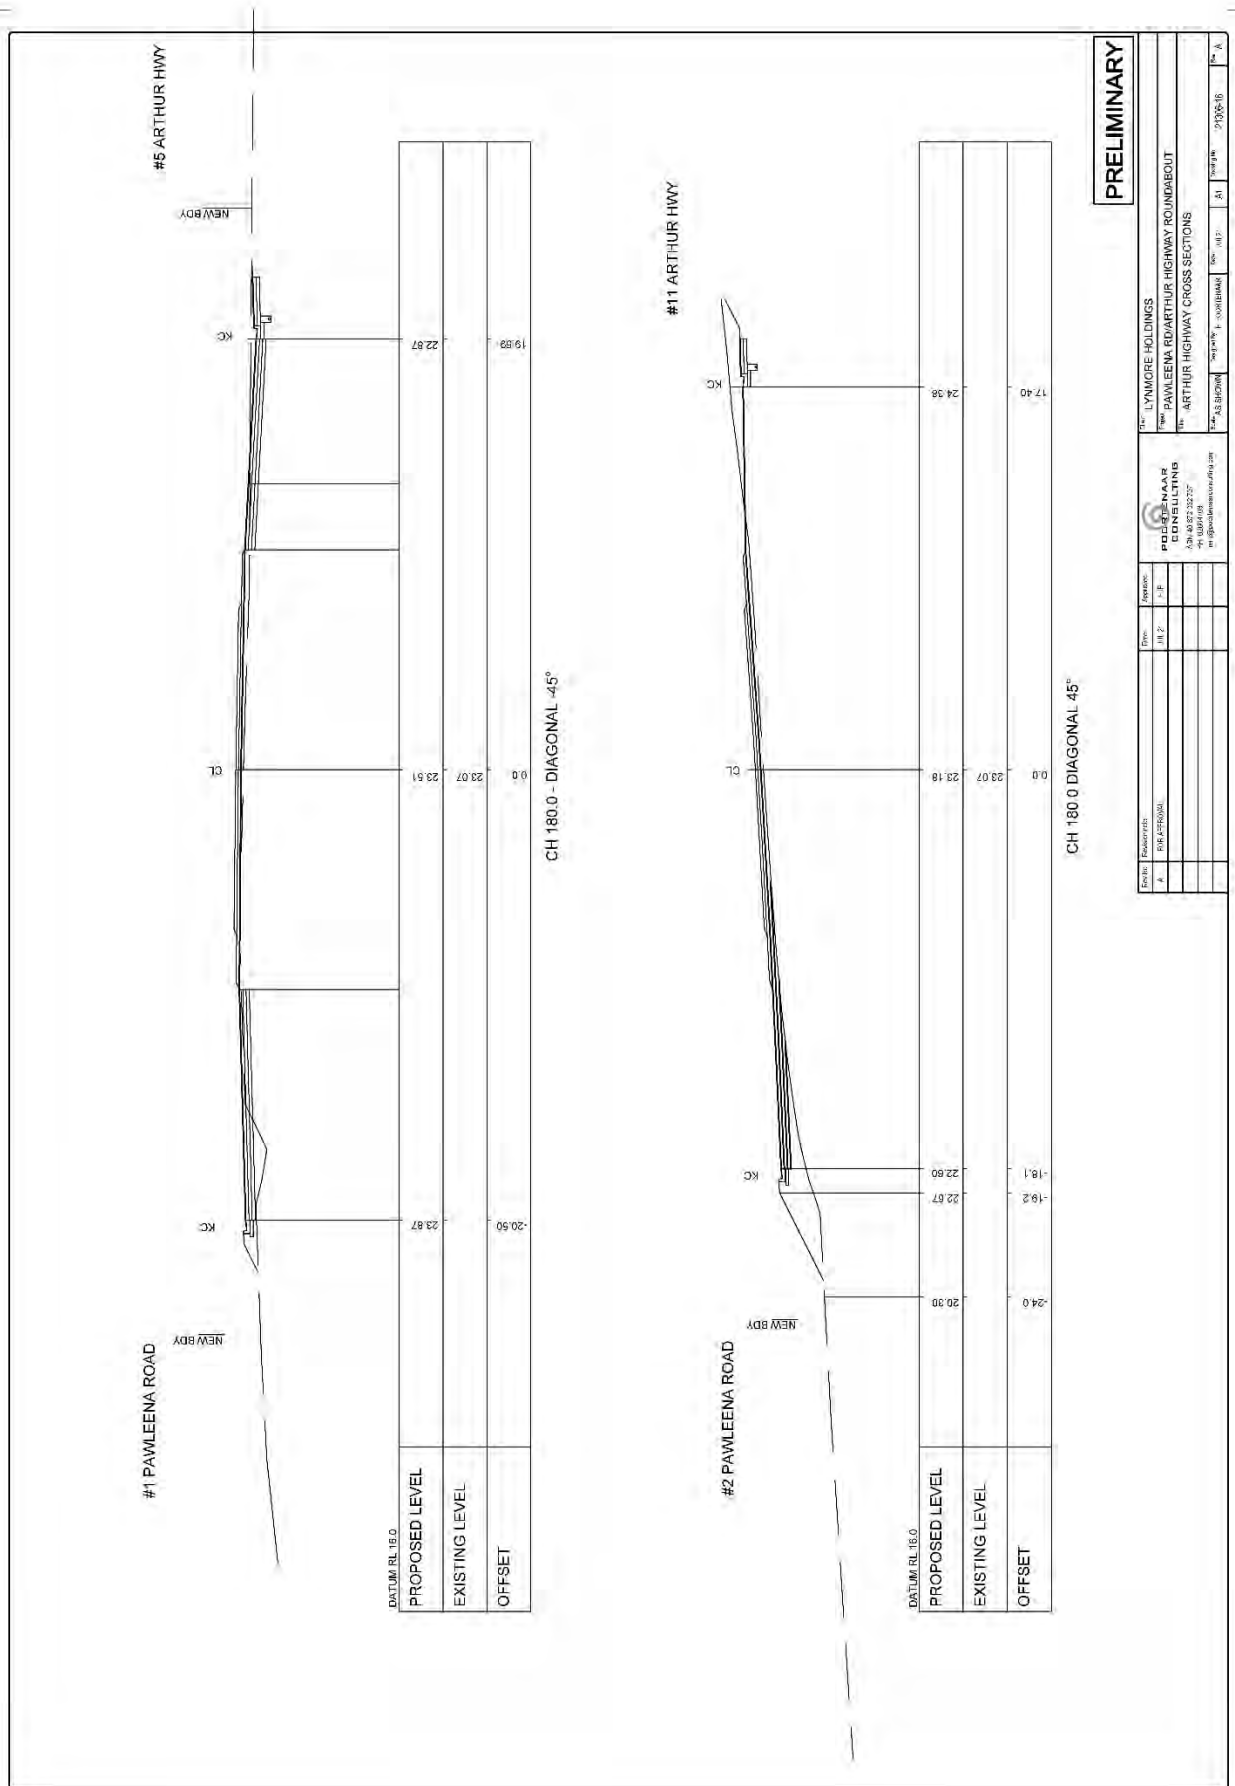 #1 PAWLEENA ROAD
#5 ARTHUR HWY
NEW BDY
KC
CL
KC
NEW BDY
DATUM RL 16.0
PROPOSED LEVEL
23.87
23.51
22.87
EXISTING LEVEL
23.07
OFFSET
-20.50
0.0
19.69
CH 180.0 - DIAGONAL -45°
#2 PAWLEENA ROAD
#11 ARTHUR HWY
NEW BDY
KC
CL
KC
DATUM RL 16.0
PROPOSED LEVEL
20.30
22.67
22.60
23.18
24.38
EXISTING LEVEL
23.07
OFFSET
-24.0
-19.2
-18.1
0.0
17.40
CH 180.0 DIAGONAL 45°
PRELIMINARY
A
FOR APPROVAL
CONSULTING
LYNMORE HOLDINGS
PAWLEENA RD/ARTHUR HIGHWAY ROUNDABOUT
ARTHUR HIGHWAY CROSS SECTIONS
AS SHOWN
A1
A